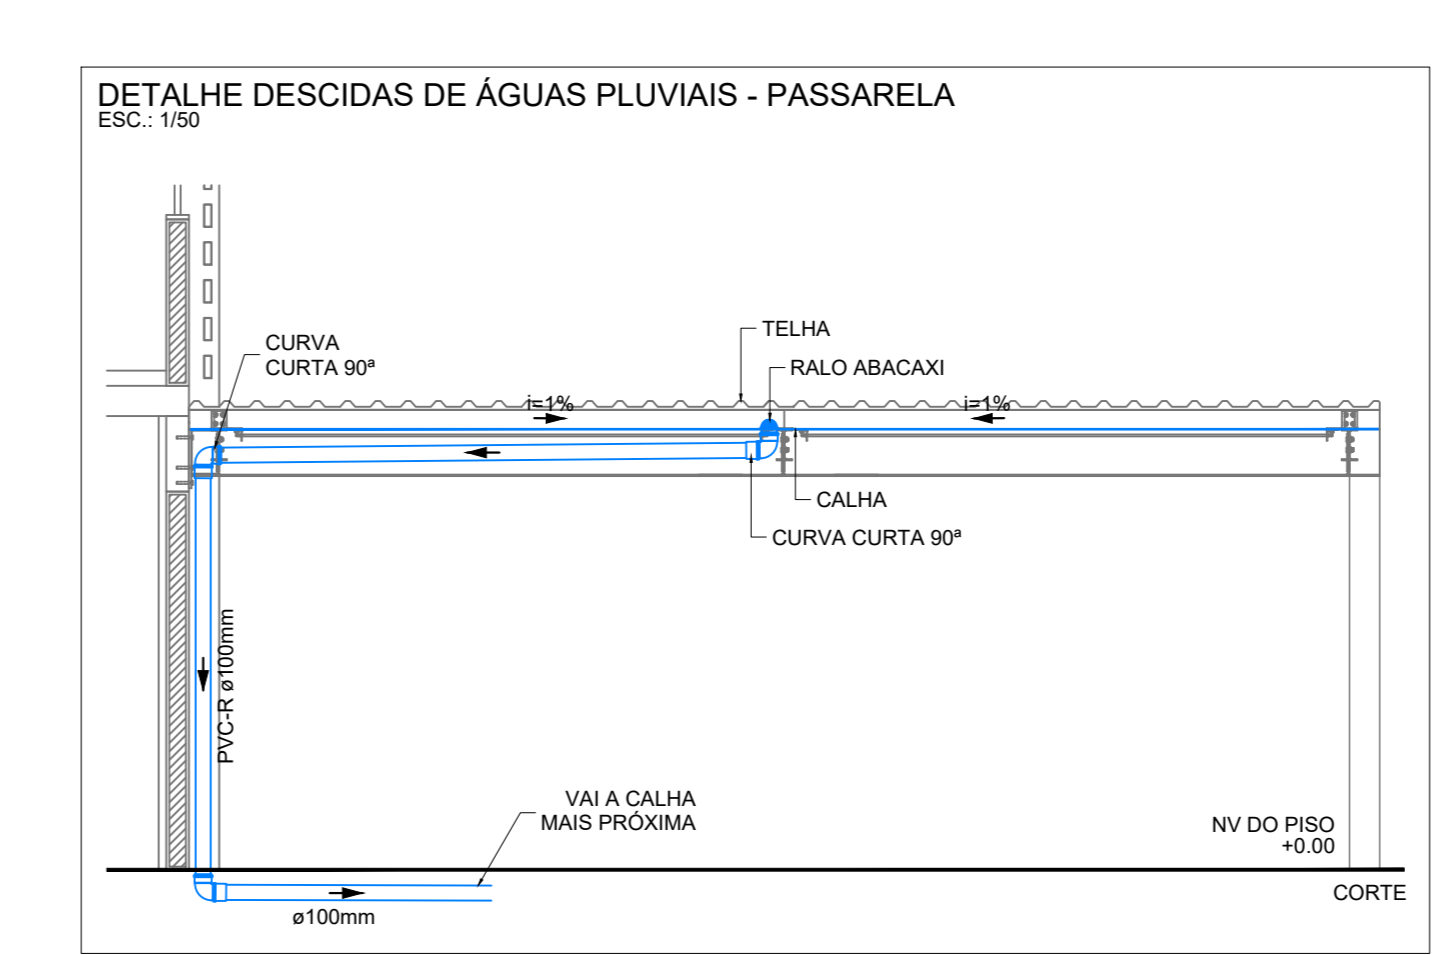 DETALHE DESCIDAS DE ÁGUAS PLUVIAIS - PASSARELA
ESC.: 1/50
TELHA
CURVA
CURTA 90ª
RALO ABACAXI
i=1%
i=1%
CALHA
CURVA CURTA 90ª
PVC-R ø100mm
VAI A CALHA
MAIS PRÓXIMA
NV DO PISO
+0.00
CORTE
ø100mm